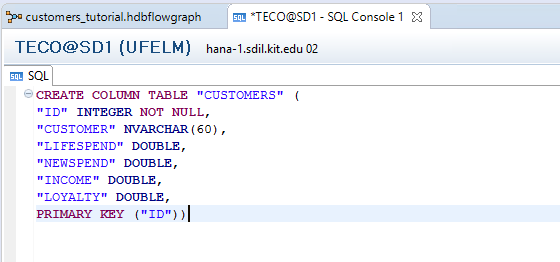 customers_tutorial.hdbflowgraph
*TECO@SD1 - SQL Console 1
TECO@SD1 (UFELM) hana-1.sdil.kit.edu 02
SQL
CREATE COLUMN TABLE "CUSTOMERS" (
"ID" INTEGER NOT NULL,
"CUSTOMER" NVARCHAR(60),
"LIFESPEND" DOUBLE,
"NEWSPEND" DOUBLE,
"INCOME" DOUBLE,
"LOYALTY" DOUBLE,
PRIMARY KEY ("ID"))